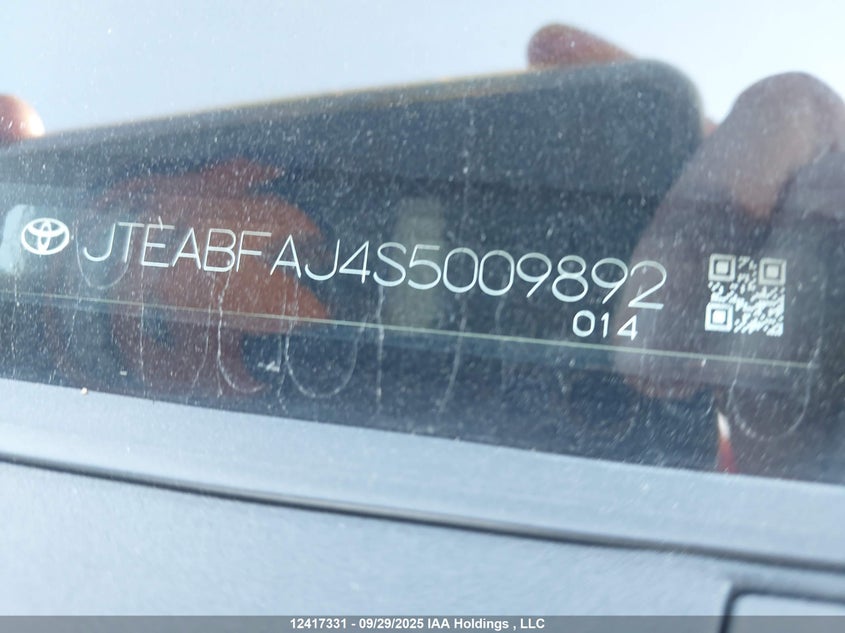 JTEABFAJ4S5009892
014
12417331 - 09/29/2025 IAA Holdings , LLC